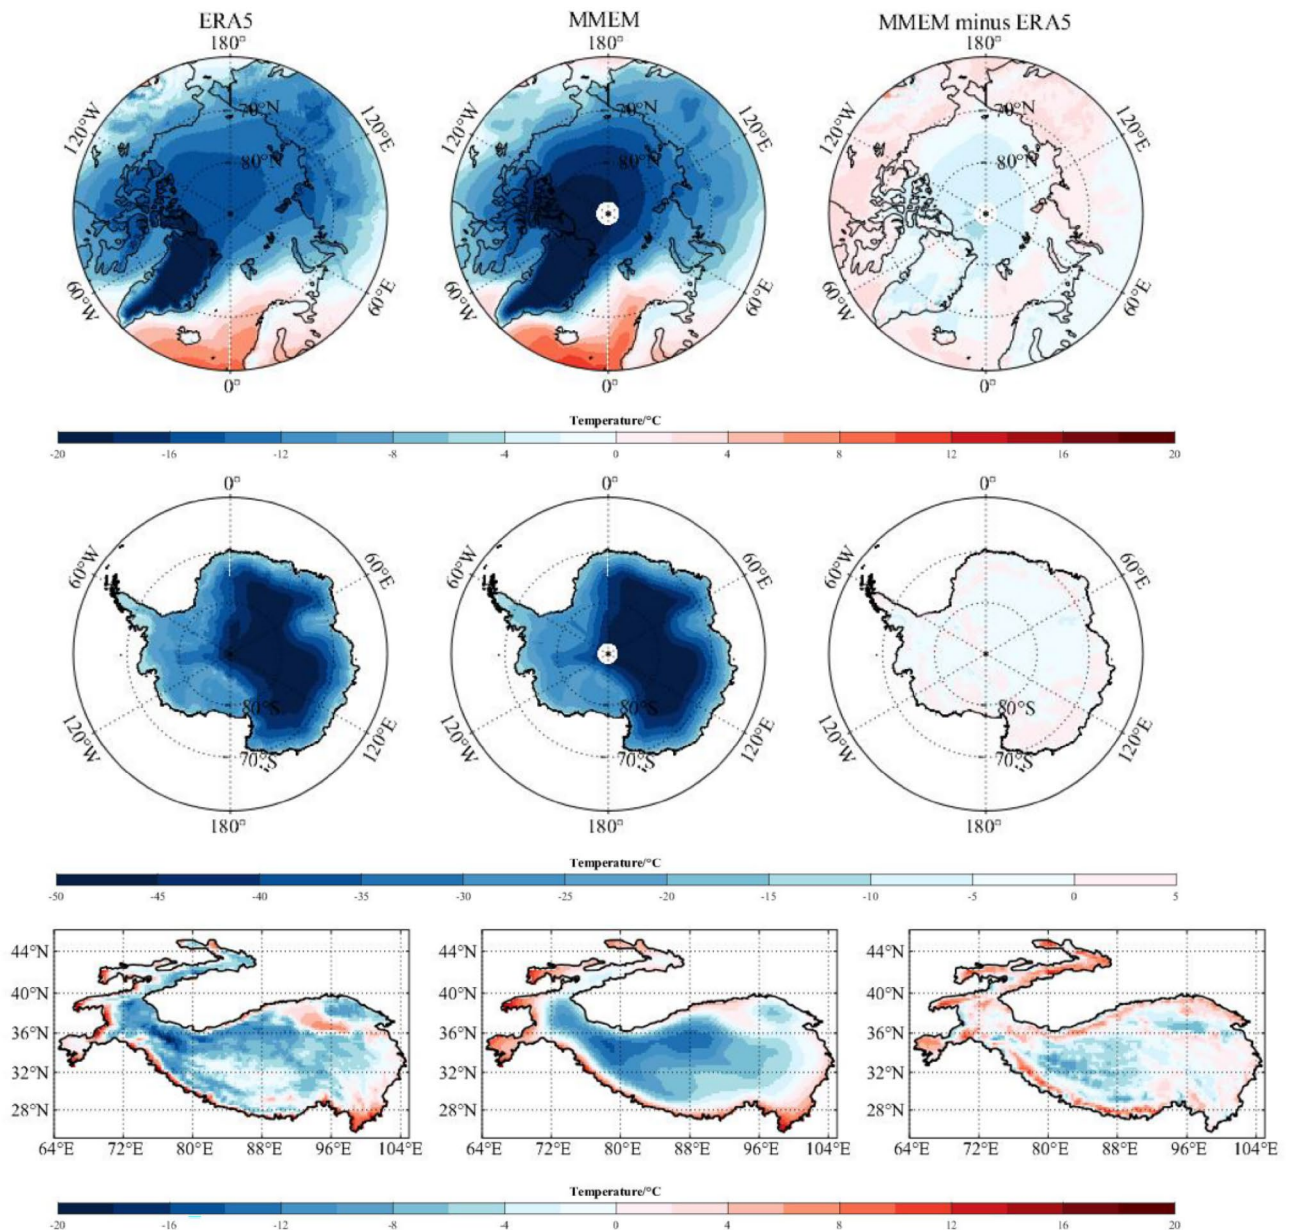 ERA5 MMEM MMEM minus ERA5
180° 180° 180°
120°W 70°N 120°E 120°W 70°N 120°E 120°W 70°N 120°E
80°N 80°N 80°N
60°W 60°E 60°W 60°E 60°W 60°E
0° 0° 0°
Temperature/°C
-20 -16 -12 -8 -4 0 4 8 12 16 20
0° 0° 0°
60°W 60°E 60°W 60°E 60°W 60°E
80°S 80°S 80°S
120°W 70°S 120°E 120°W 70°S 120°E 120°W 70°S 120°E
180° 180° 180°
Temperature/°C
-50 -45 -40 -35 -30 -25 -20 -15 -10 -5 0 5
44°N 44°N 44°N
40°N 40°N 40°N
36°N 36°N 36°N
32°N 32°N 32°N
28°N 28°N 28°N
64°E 72°E 80°E 88°E 96°E 104°E 64°E 72°E 80°E 88°E 96°E 104°E 64°E 72°E 80°E 88°E 96°E 104°E
Temperature/°C
-20 -16 -12 -8 -4 0 4 8 12 16 20